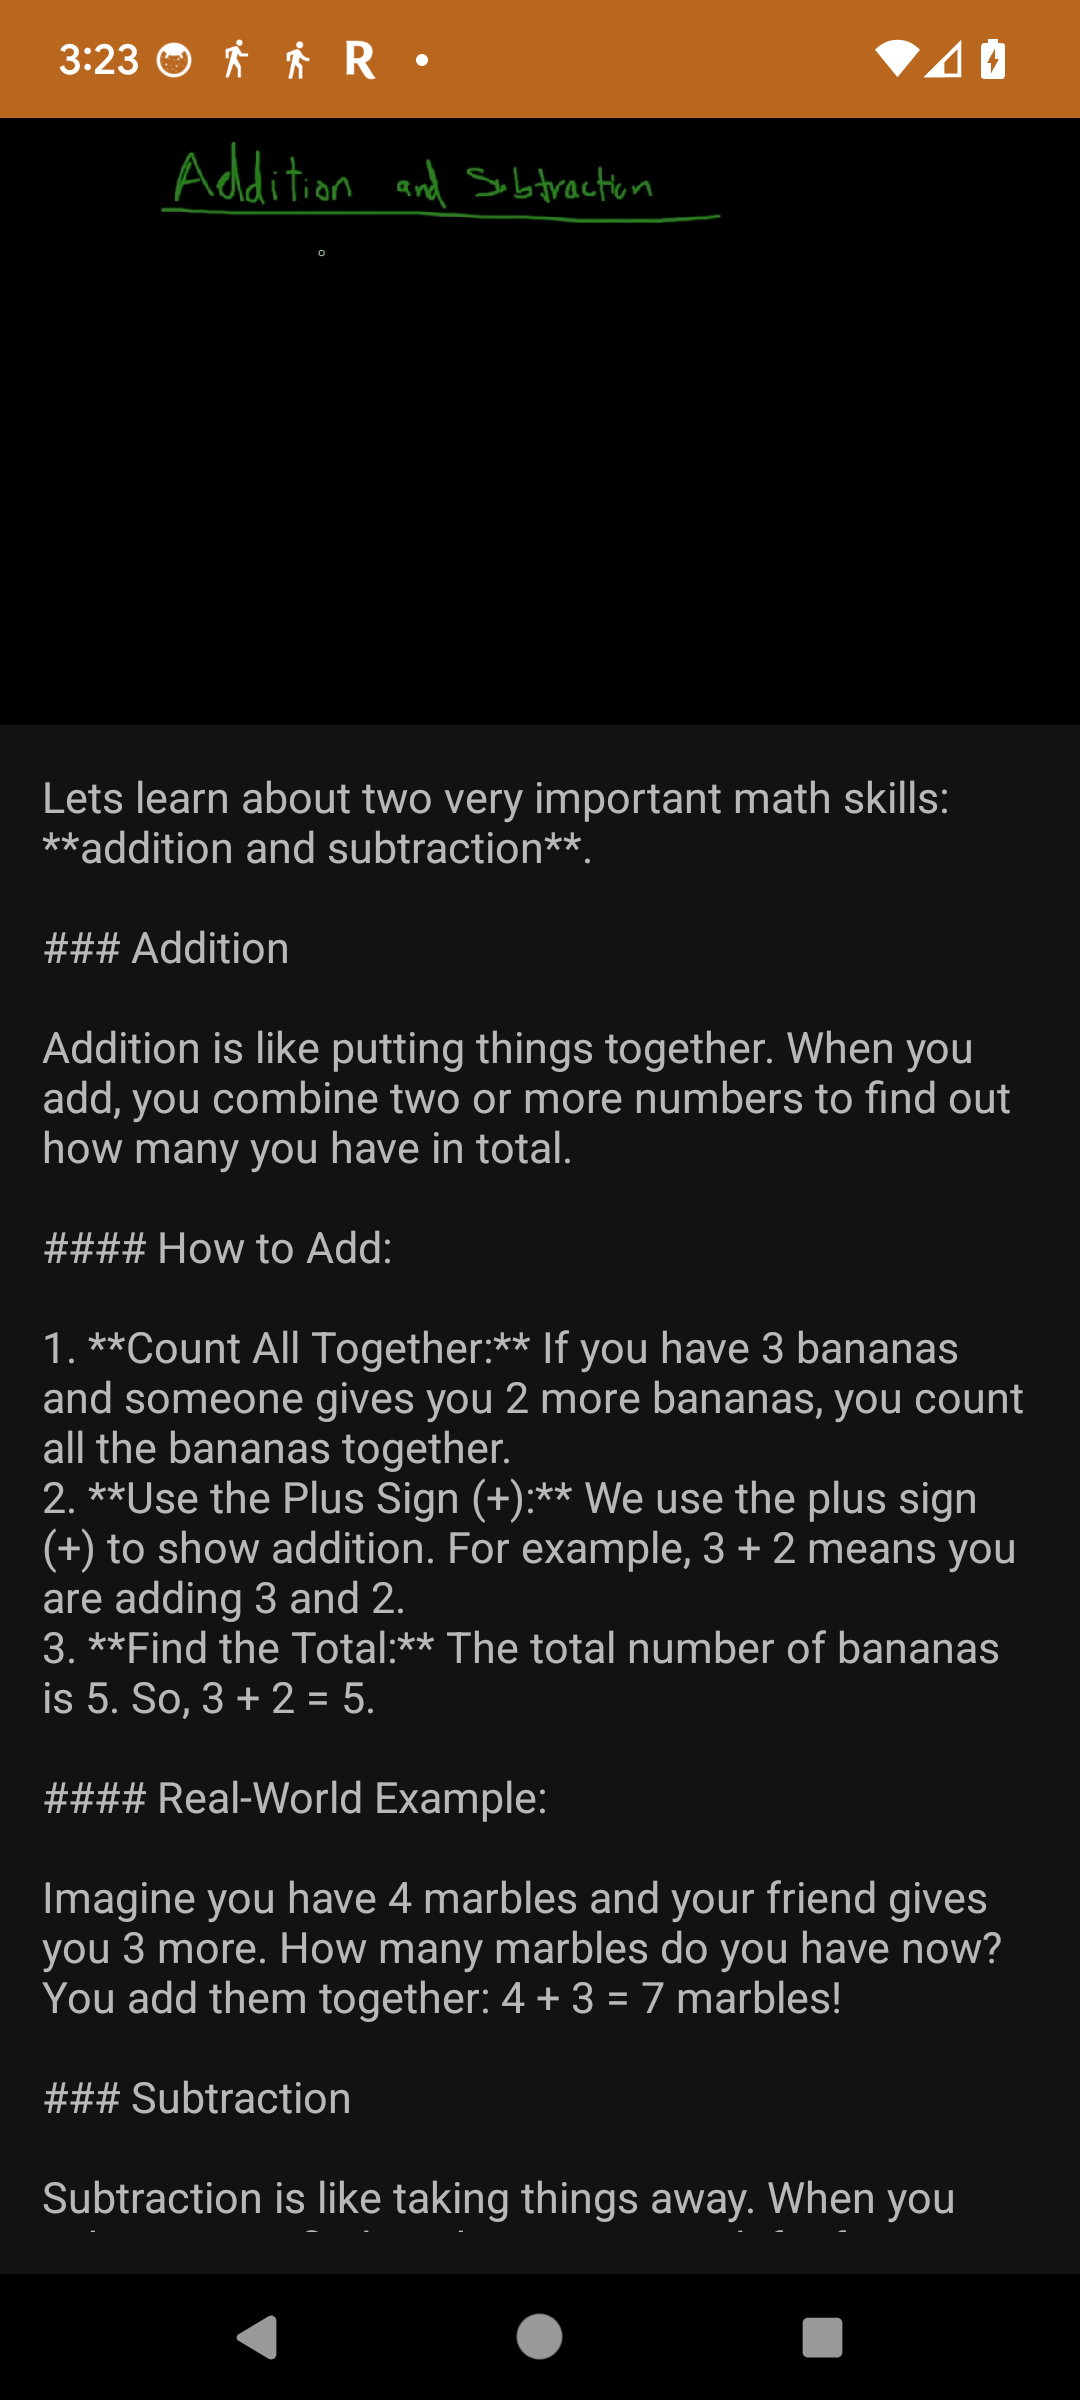 3:23 R
Addition and Subtraction
Lets learn about two very important math skills:
**addition and subtraction**.
### Addition
Addition is like putting things together. When you
add, you combine two or more numbers to find out
how many you have in total.
#### How to Add:
1. **Count All Together:** If you have 3 bananas
and someone gives you 2 more bananas, you count
all the bananas together.
2. **Use the Plus Sign (+):** We use the plus sign
(+) to show addition. For example, 3 + 2 means you
are adding 3 and 2.
3. **Find the Total:** The total number of bananas
is 5. So, 3 + 2 = 5.
#### Real-World Example:
Imagine you have 4 marbles and your friend gives
you 3 more. How many marbles do you have now?
You add them together: 4 + 3 = 7 marbles!
### Subtraction
Subtraction is like taking things away. When you